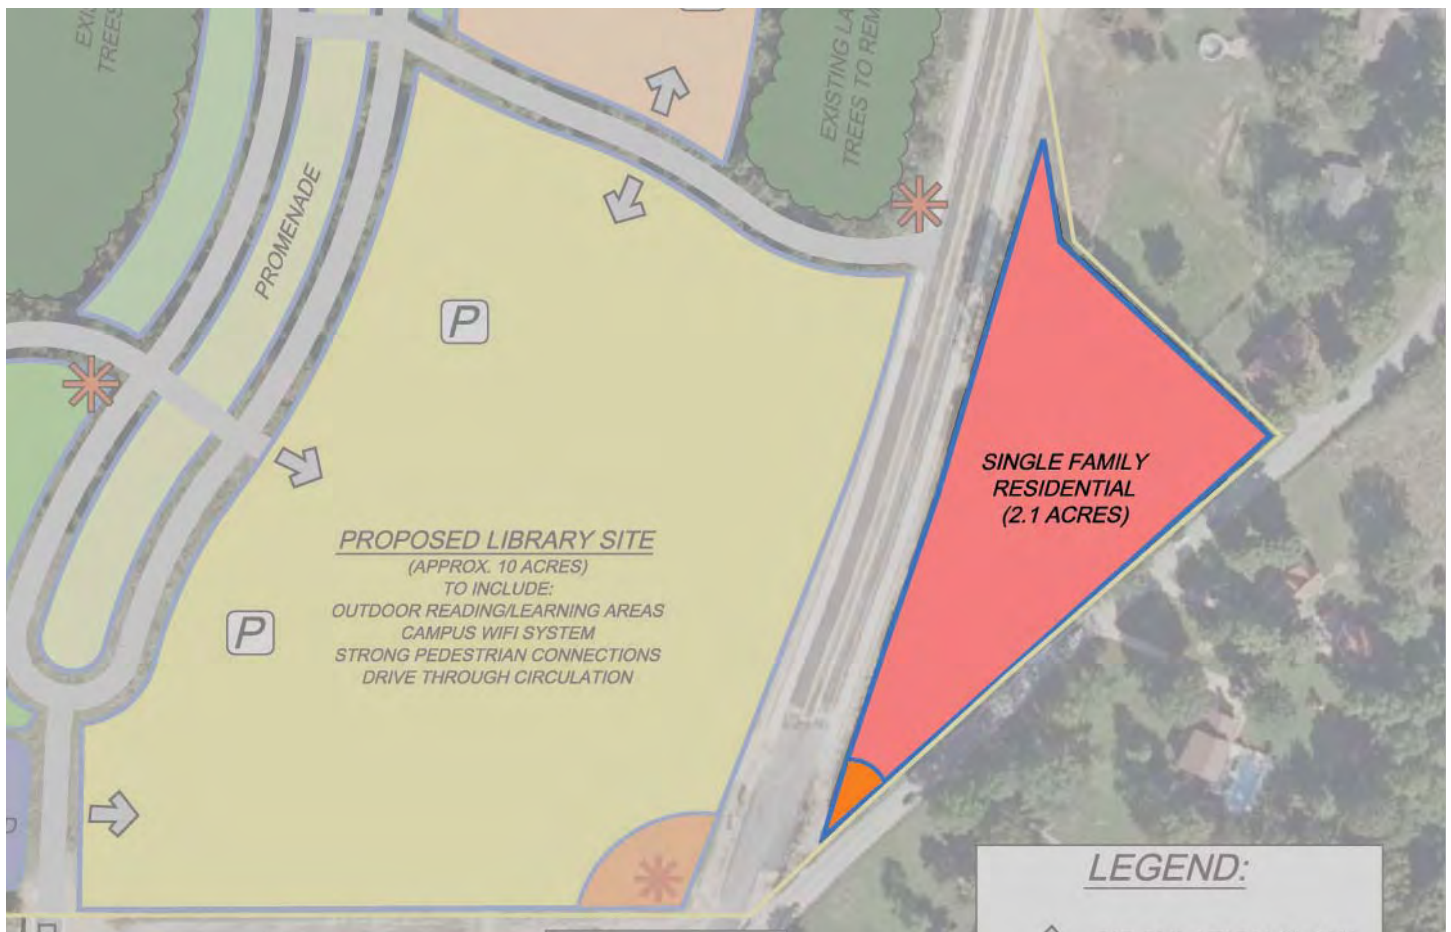 EXISTING LA
TREES TO REM
TREES
PROMENADE
P
SINGLE FAMILY
RESIDENTIAL
(2.1 ACRES)
PROPOSED LIBRARY SITE
(APPROX. 10 ACRES)
TO INCLUDE:
OUTDOOR READING/LEARNING AREAS
CAMPUS WIFI SYSTEM
STRONG PEDESTRIAN CONNECTIONS
DRIVE THROUGH CIRCULATION
P
LEGEND: